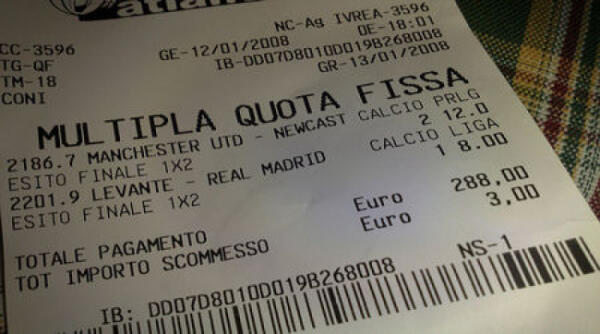 NC-Ag IVREA-3596
CC-3596 GE-12/01/2008 OE-18:01
TG-QF IB-DD07D8010D019B268008
TM-18 GR-13/01/2008
CONI
MULTIPLA QUOTA FISSA
2186.7 MANCHESTER UTD - NEWCAST CALCIO PRLG
ESITO FINALE 1X2 2 12.0
2201.9 LEVANTE - REAL MADRID CALCIO LIGA
ESITO FINALE 1X2 1 8.00
TOTALE PAGAMENTO Euro 288,00
TOT IMPORTO SCOMMESSO Euro 3,00
NS-1
IB: DD07D8010D019B268008